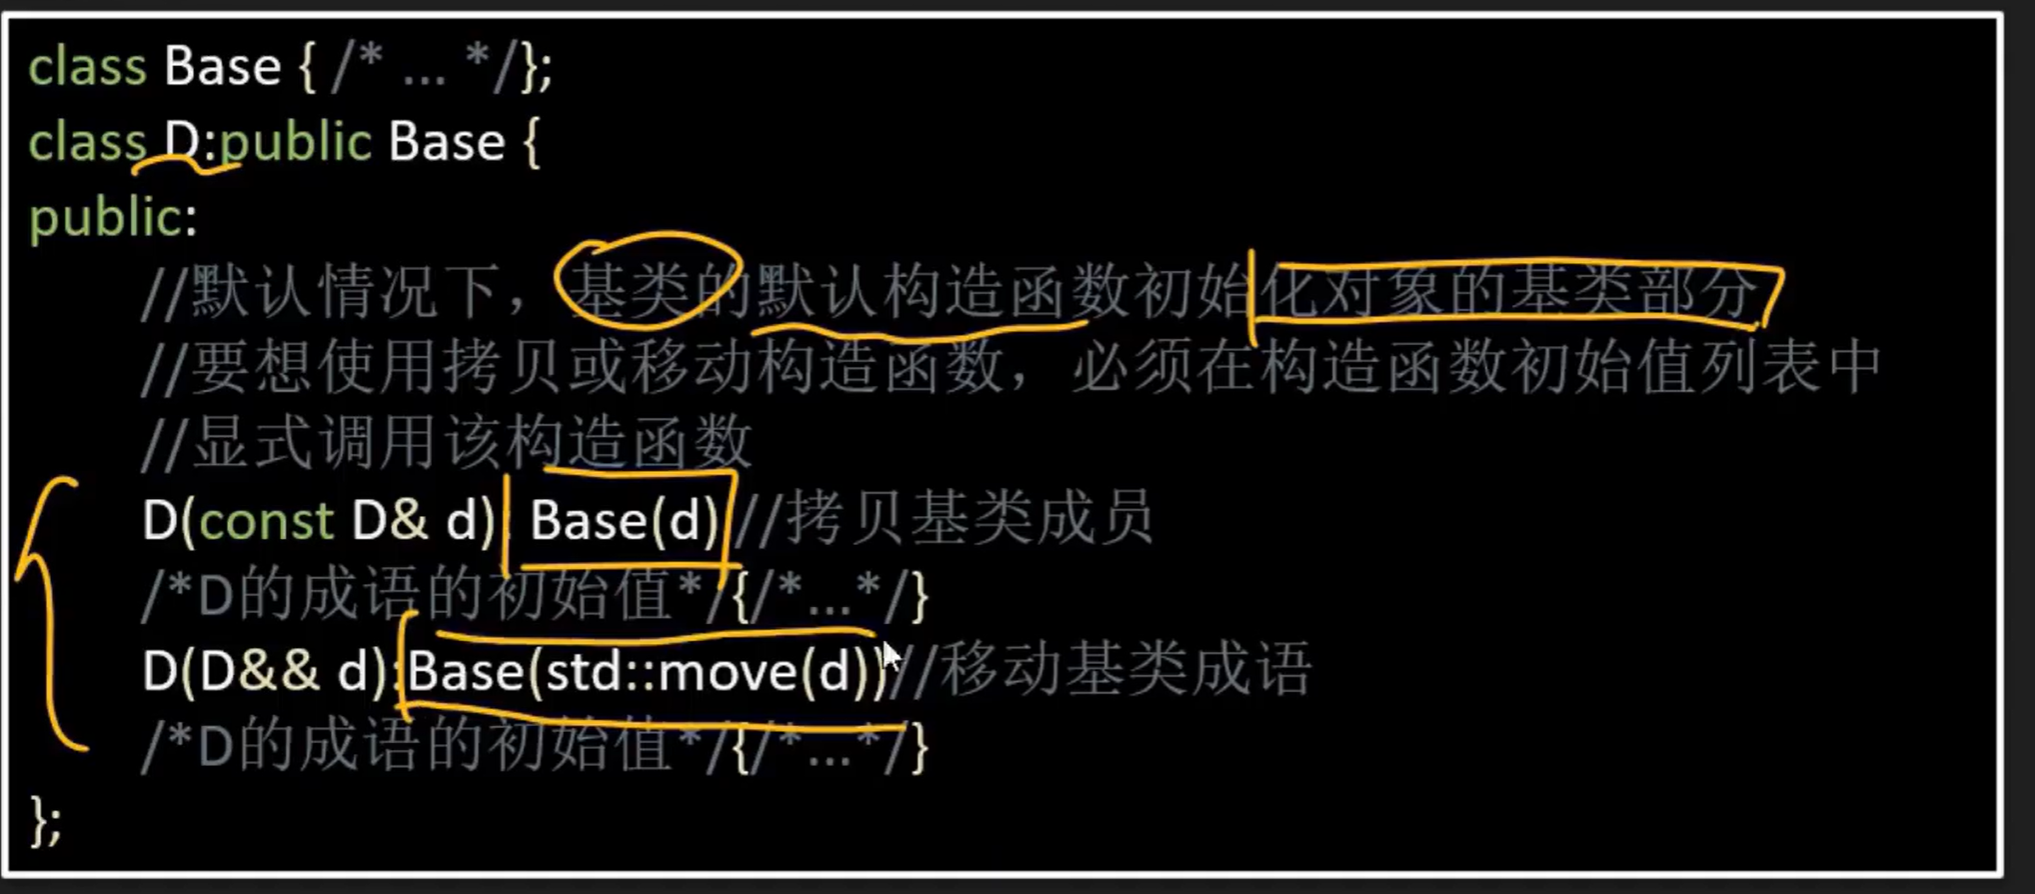 class Base { /* ... */};
class D:public Base {
public:
//默认情况下，基类的默认构造函数初始化对象的基类部分
//要想使用拷贝或移动构造函数，必须在构造函数初始值列表中
//显式调用该构造函数
D(const D& d): Base(d) //拷贝基类成员
/*D的成语的初始值*/{/*...*/}
D(D&& d):Base(std::move(d))//移动基类成语
/*D的成语的初始值*/{/*...*/}
};